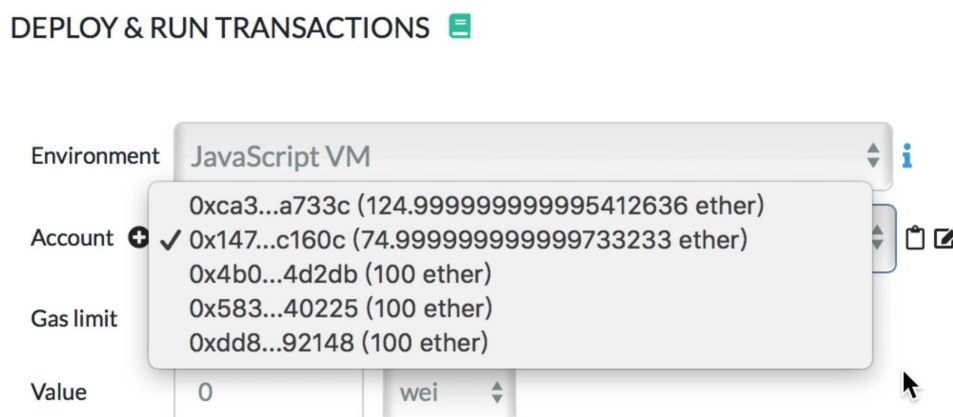 DEPLOY & RUN TRANSACTIONS
Environment JavaScript VM
0xca3...a733c (124.999999999995412636 ether)
Account ✓ 0x147...c160c (74.9999999999999733233 ether)
0x4b0...4d2db (100 ether)
Gas limit 0x583...40225 (100 ether)
0xdd8...92148 (100 ether)
Value 0 wei